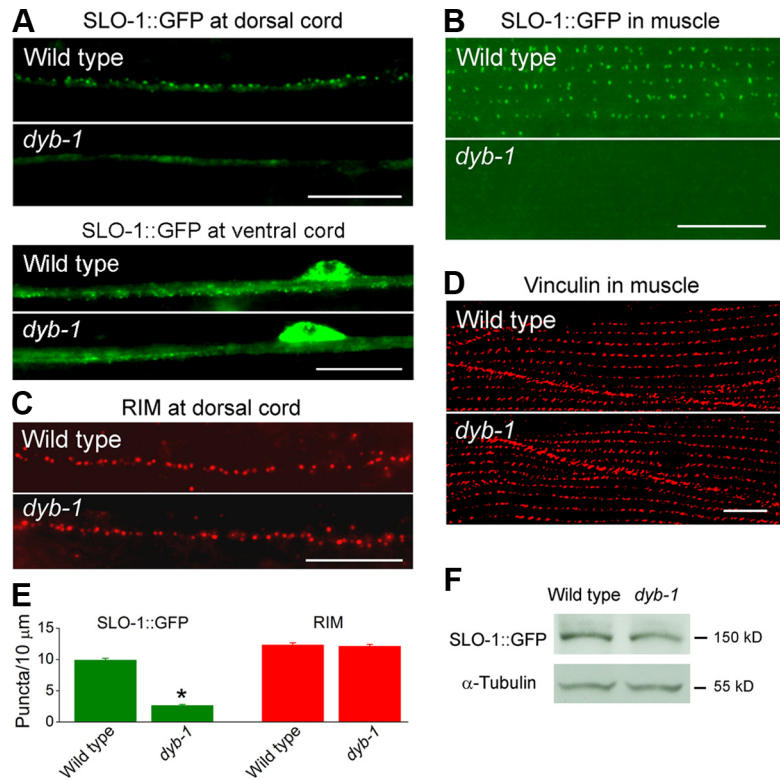 A
SLO-1::GFP at dorsal cord
Wild type
dyb-1
SLO-1::GFP at ventral cord
Wild type
dyb-1
B
SLO-1::GFP in muscle
Wild type
dyb-1
C
RIM at dorsal cord
Wild type
dyb-1
D
Vinculin in muscle
Wild type
dyb-1
E
SLO-1::GFP
RIM
Puncta/10 μm
15
10
5
0
*
Wild type
dyb-1
Wild type
dyb-1
F
Wild type dyb-1
SLO-1::GFP
150 kD
α-Tubulin
55 kD